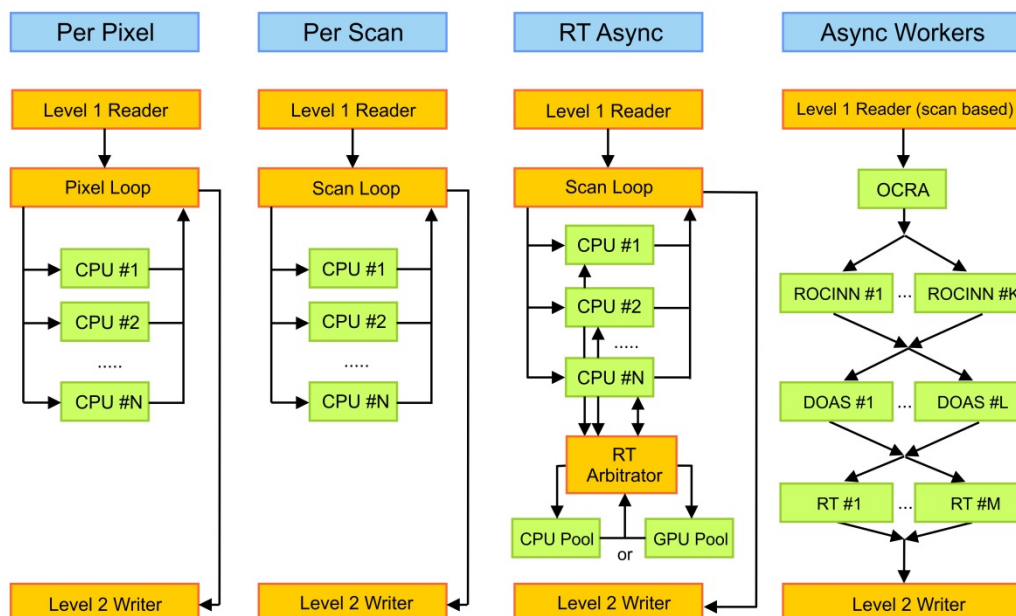 Per Pixel
Level 1 Reader
Pixel Loop
CPU #1
CPU #2
.....
CPU #N
Level 2 Writer
Per Scan
Level 1 Reader
Scan Loop
CPU #1
CPU #2
.....
CPU #N
Level 2 Writer
RT Async
Level 1 Reader
Scan Loop
CPU #1
CPU #2
.....
CPU #N
RT
Arbitrator
CPU Pool
or
GPU Pool
Level 2 Writer
Async Workers
Level 1 Reader (scan based)
OCRA
ROCINN #1 ... ROCINN #K
DOAS #1 ... DOAS #L
RT #1 ... RT #M
Level 2 Writer